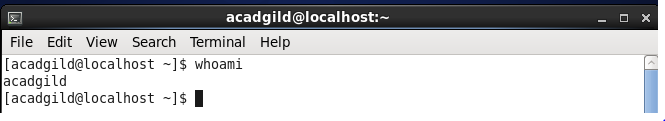 acadgild@localhost:~
File Edit View Search Terminal Help
[acadgild@localhost ~]$ whoami
acadgild
[acadgild@localhost ~]$